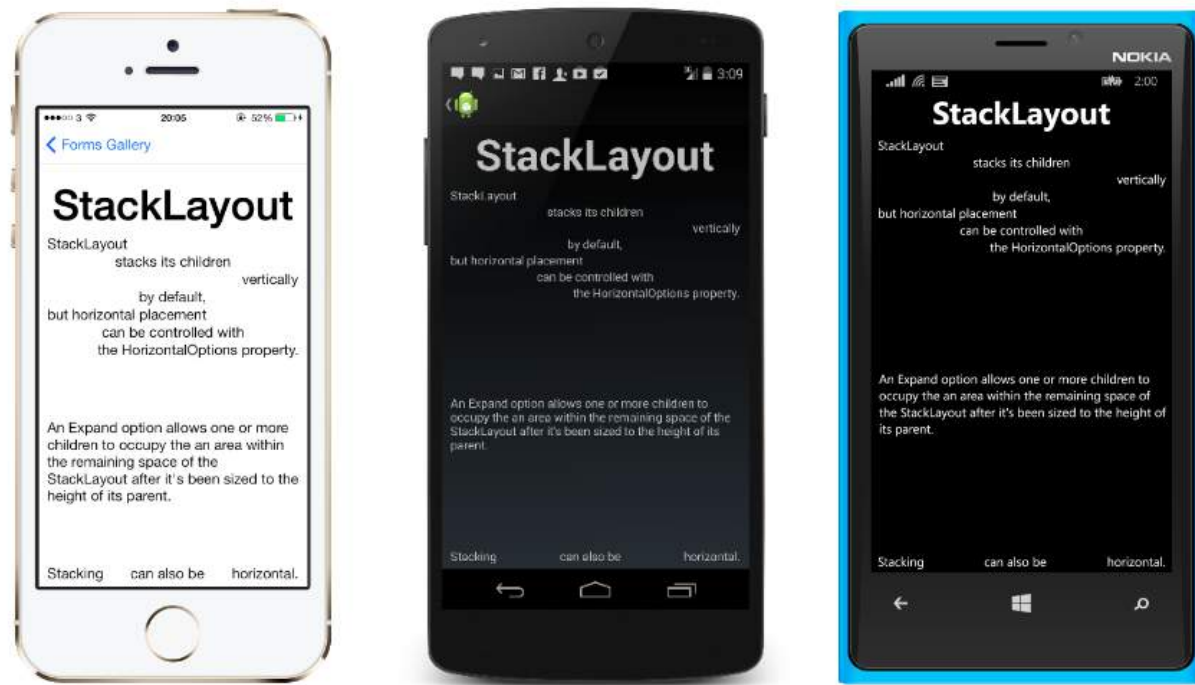 3 20:05 52%
Forms Gallery
StackLayout
StackLayout
stacks its children
vertically
by default,
but horizontal placement
can be controlled with
the HorizontalOptions property.
An Expand option allows one or more
children to occupy the an area within
the remaining space of the
StackLayout after it's been sized to the
height of its parent.
Stacking can also be horizontal.
3:09
StackLayout
StackLayout
stacks its children
vertically
by default,
but horizontal placement
can be controlled with
the HorizontalOptions property.
An Expand option allows one or more children to
occupy the an area within the remaining space of the
StackLayout after it's been sized to the height of its
parent.
Stacking can also be horizontal.
NOKIA
2:00
StackLayout
StackLayout
stacks its children
vertically
by default,
but horizontal placement
can be controlled with
the HorizontalOptions property.
An Expand option allows one or more children to
occupy the an area within the remaining space of
the StackLayout after it's been sized to the height of
its parent.
Stacking can also be horizontal.